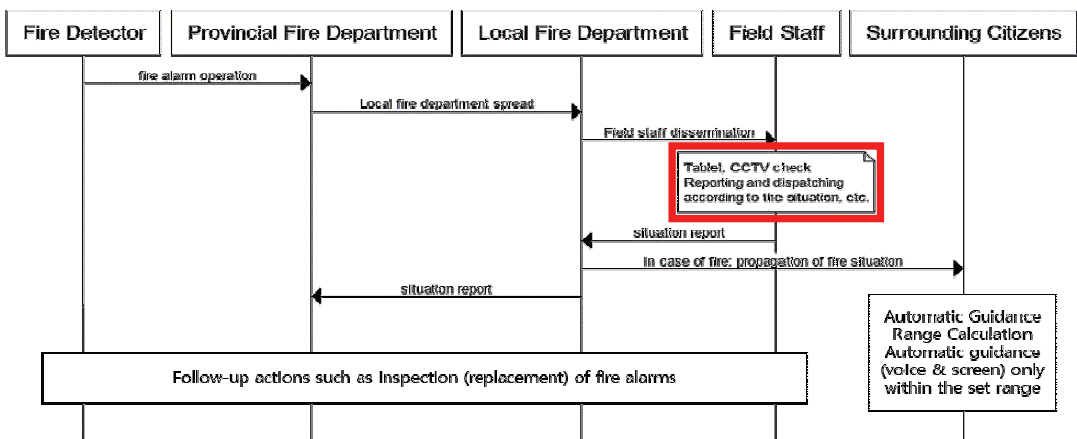 Fire Detector
Provincial Fire Department
Local Fire Department
Field Staff
Surrounding Citizens
fire alarm operation
Local fire department spread
Field staff dissemination
Tablet, CCTV check
Reporting and dispatching
according to the situation, etc.
situation report
In case of fire: propagation of fire situation
situation report
Automatic Guidance
Range Calculation
Automatic guidance
(voice & screen) only
within the set range
Follow-up actions such as Inspection (replacement) of fire alarms